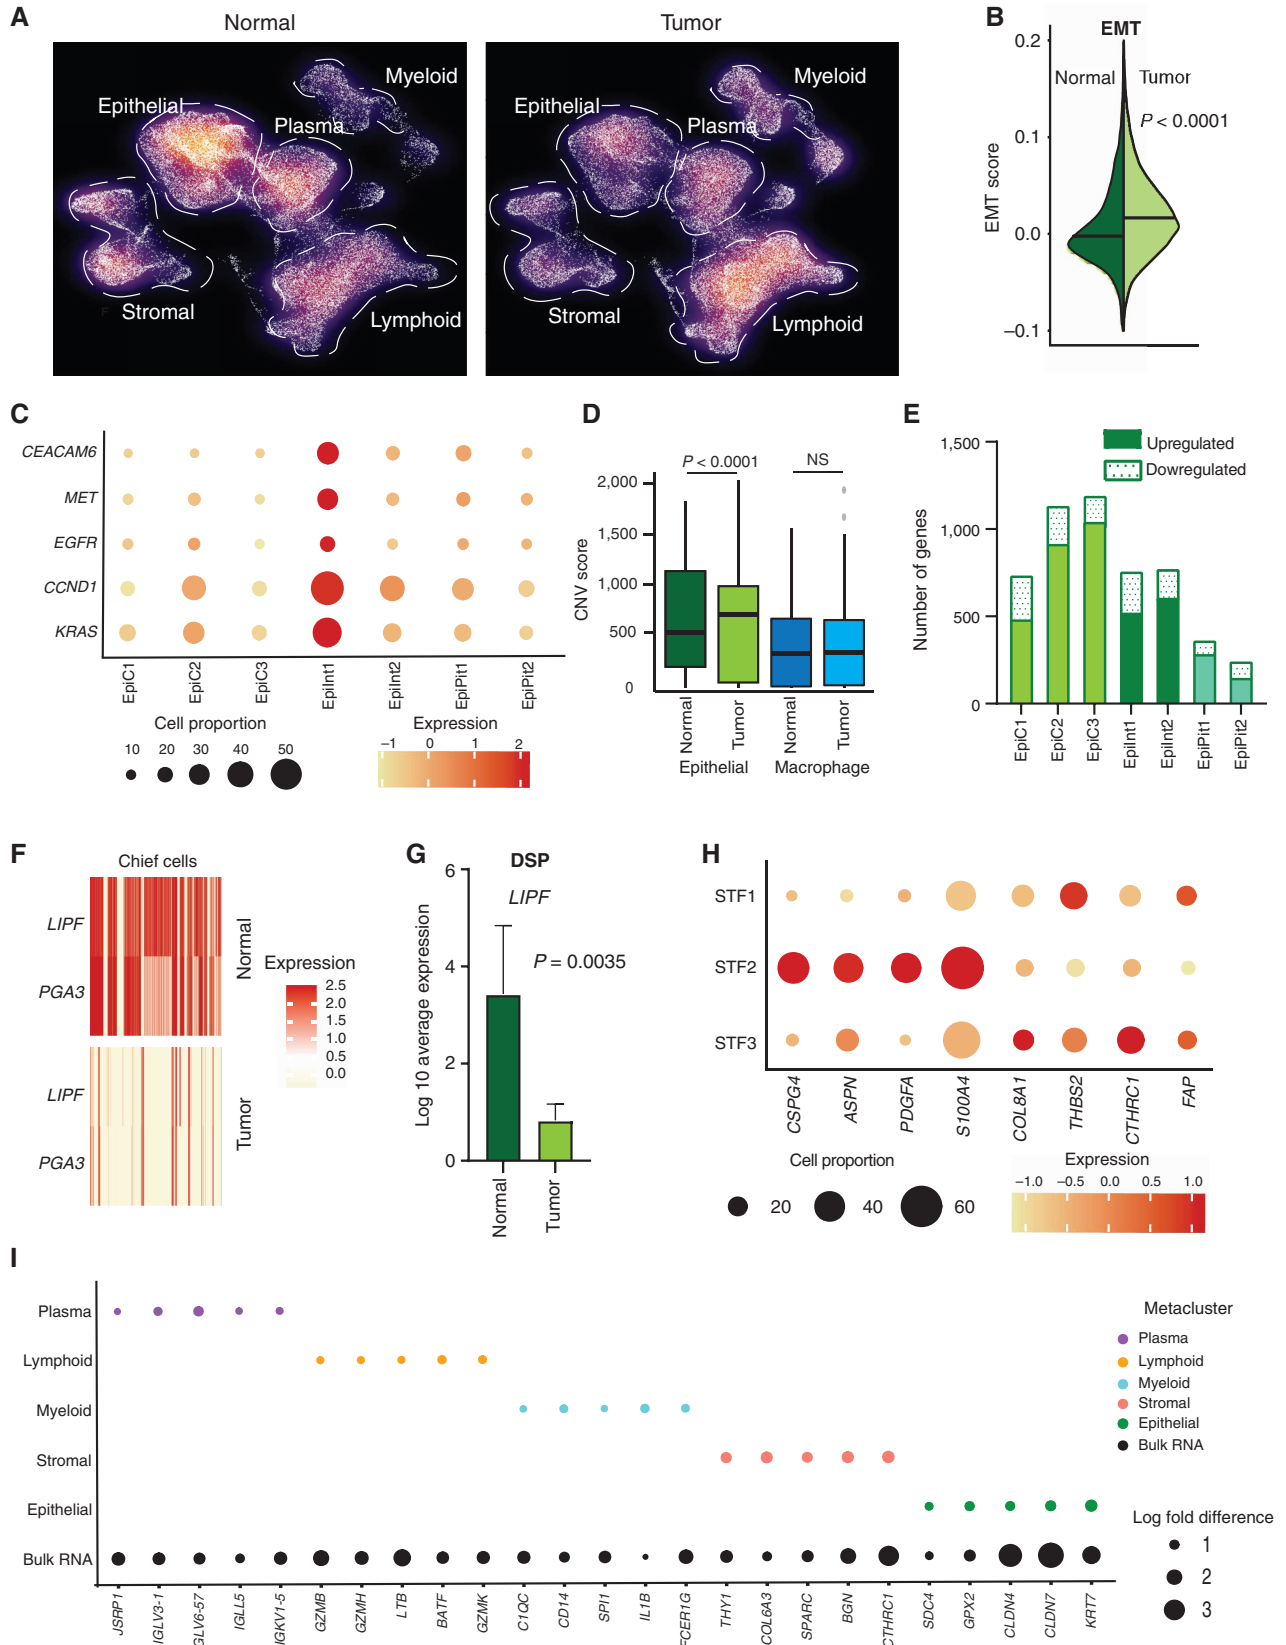 A
Normal
Tumor
Epithelial
Plasma
Myeloid
Stromal
Lymphoid
Epithelial
Plasma
Myeloid
Stromal
Lymphoid
B
EMT
Normal
Tumor
P < 0.0001
EMT score
0.2
0.1
0.0
–0.1
C
CEACAM6
MET
EGFR
CCND1
KRAS
EpiC1
EpiC2
EpiC3
EpiInt1
EpiInt2
EpiPit1
EpiPit2
Cell proportion
10 20 30 40 50
Expression
–1 0 1 2
D
P < 0.0001
NS
CNV score
2,000
1,500
1,000
500
0
Normal
Tumor
Normal
Tumor
Epithelial
Macrophage
E
Upregulated
Dowregulated
Number of genes
1,500
1,000
500
0
EpiC1
EpiC2
EpiC3
EpiInt1
EpiInt2
EpiPit1
EpiPit2
F
Chief cells
LIPF
PGA3
Normal
LIPF
PGA3
Tumor
Expression
2.5
2.0
1.5
1.0
0.5
0.0
G
DSP
LIPF
P = 0.0035
Log 10 average expression
6
4
2
0
Normal
Tumor
H
STF1
STF2
STF3
CSPG4
ASPN
PDGFA
S100A4
COL8A1
THBS2
CTHRC1
FAP
Cell proportion
20 40 60
Expression
–1.0 –0.5 0.0 0.5 1.0
I
Plasma
Lymphoid
Myeloid
Stromal
Epithelial
Bulk RNA
JSRP1
IGLV3-1
GLV6-57
IGLL5
IGKV1-5
GZMB
GZMH
LTB
BATF
GZMK
C1QC
CD14
SPI1
IL1B
FCER1G
THY1
COL6A3
SPARC
BGN
CTHRC1
SDC4
GPX2
CLDN4
CLDN7
KRT7
Metacluster
Plasma
Lymphoid
Myeloid
Stromal
Epithelial
Bulk RNA
Log fold difference
1
2
3